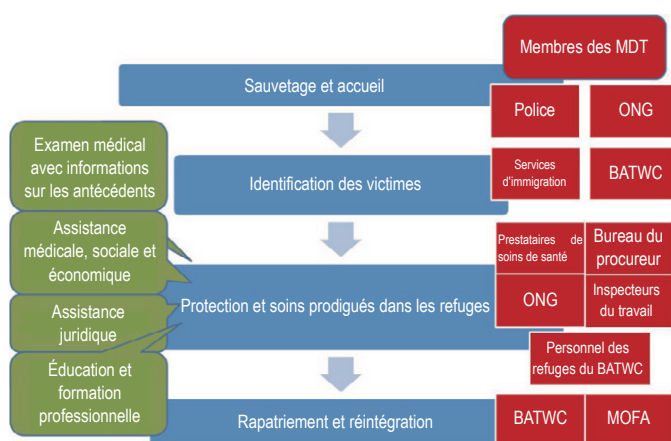 Membres des MDT
Sauvetage et accueil
Police
ONG
Examen médical
avec informations
sur les antécédents
Identification des victimes
Services
d'immigration
BATWC
Assistance
médicale, sociale et
économique
Prestataires de
soins de santé
Bureau du
procureur
Protection et soins prodigués dans les refuges
ONG
Inspecteurs
du travail
Assistance
juridique
Personnel des
refuges du BATWC
Éducation et
formation
professionnelle
Rapatriement et réintégration
BATWC
MOFA